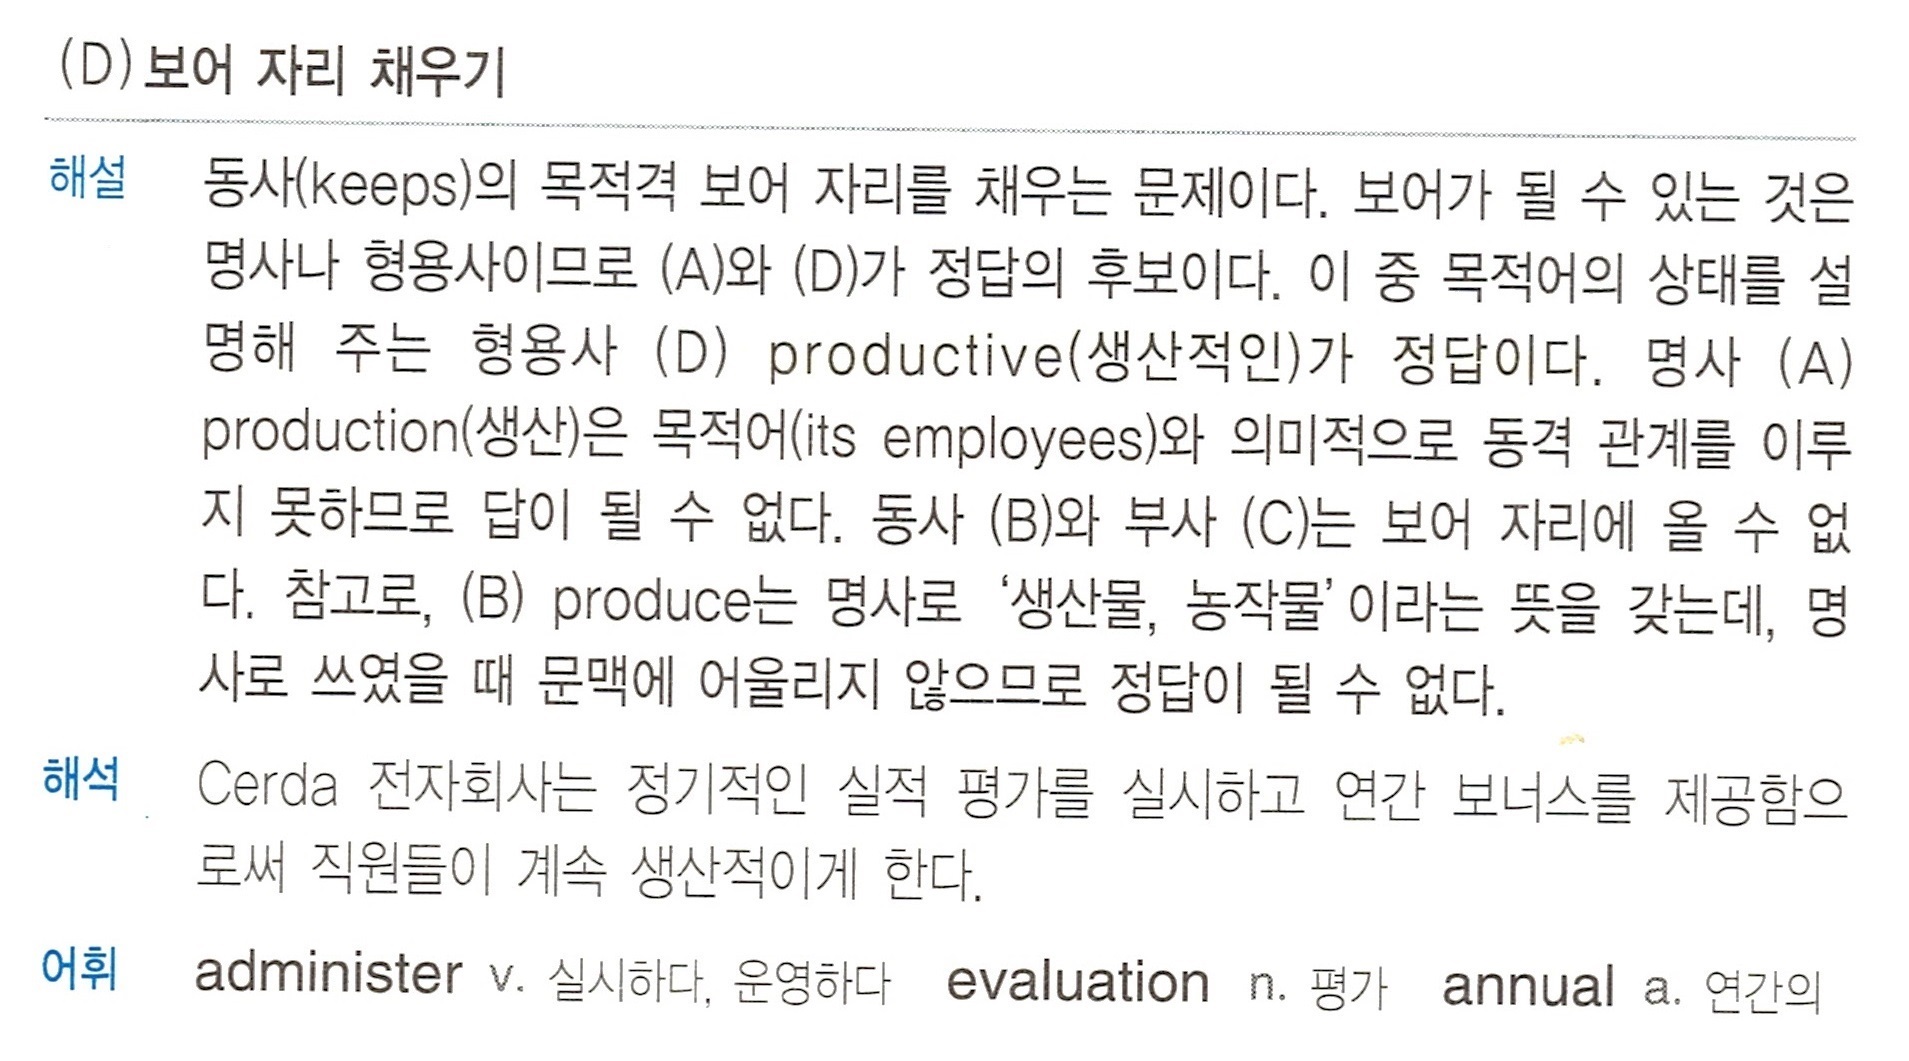 (D) 보어 자리 채우기
해설 동사(keeps)의 목적격 보어 자리를 채우는 문제이다. 보어가 될 수 있는 것은
명사나 형용사이므로 (A)와 (D)가 정답의 후보이다. 이 중 목적어의 상태를 설
명해 주는 형용사 (D) productive(생산적인)가 정답이다. 명사 (A)
production(생산)은 목적어(its employees)와 의미적으로 동격 관계를 이루
지 못하므로 답이 될 수 없다. 동사 (B)와 부사 (C)는 보어 자리에 올 수 없
다. 참고로, (B) produce는 명사로 ‘생산물, 농작물’이라는 뜻을 갖는데, 명
사로 쓰였을 때 문맥에 어울리지 않으므로 정답이 될 수 없다.
해석 Cerda 전자회사는 정기적인 실적 평가를 실시하고 연간 보너스를 제공함으
로써 직원들이 계속 생산적이게 한다.
어휘 administer v. 실시하다, 운영하다 evaluation n. 평가 annual a. 연간의